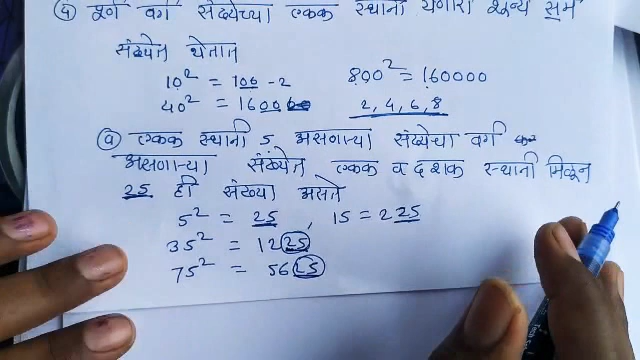 ④ पूर्ण वर्ग संख्येच्या एकक स्थानी येणारी शून्य सम
संख्येत येतात
10² = 100 - 2    800² = 160000
40² = 1600    2, 4, 6, 8
एकक स्थानी 5 असणाऱ्या संख्येचा वर्ग
असणाऱ्या संख्येत एकक व दशक स्थानी मिळून
25 ही संख्या असते
5² = 25 , 15 = 225
35² = 1225
75² = 5625